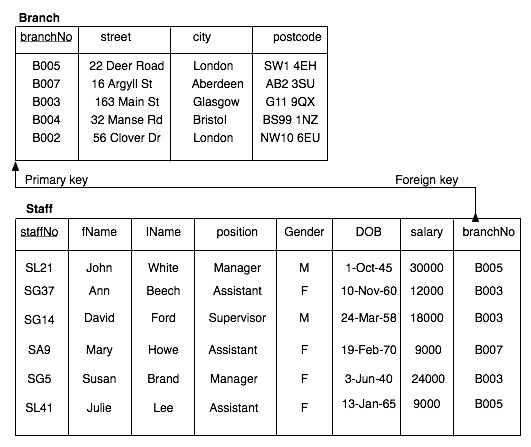 Branch
branchNo street city postcode
B005 22 Deer Road London SW1 4EH
B007 16 Argyll St Aberdeen AB2 3SU
B003 163 Main St Glasgow G11 9QX
B004 32 Manse Rd Bristol BS99 1NZ
B002 56 Clover Dr London NW10 6EU
Primary key Foreign key
Staff
staffNo fName lName position Gender DOB salary branchNo
SL21 John White Manager M 1-Oct-45 30000 B005
SG37 Ann Beech Assistant F 10-Nov-60 12000 B003
SG14 David Ford Supervisor M 24-Mar-58 18000 B003
SA9 Mary Howe Assistant F 19-Feb-70 9000 B007
SG5 Susan Brand Manager F 3-Jun-40 24000 B003
SL41 Julie Lee Assistant F 13-Jan-65 9000 B005